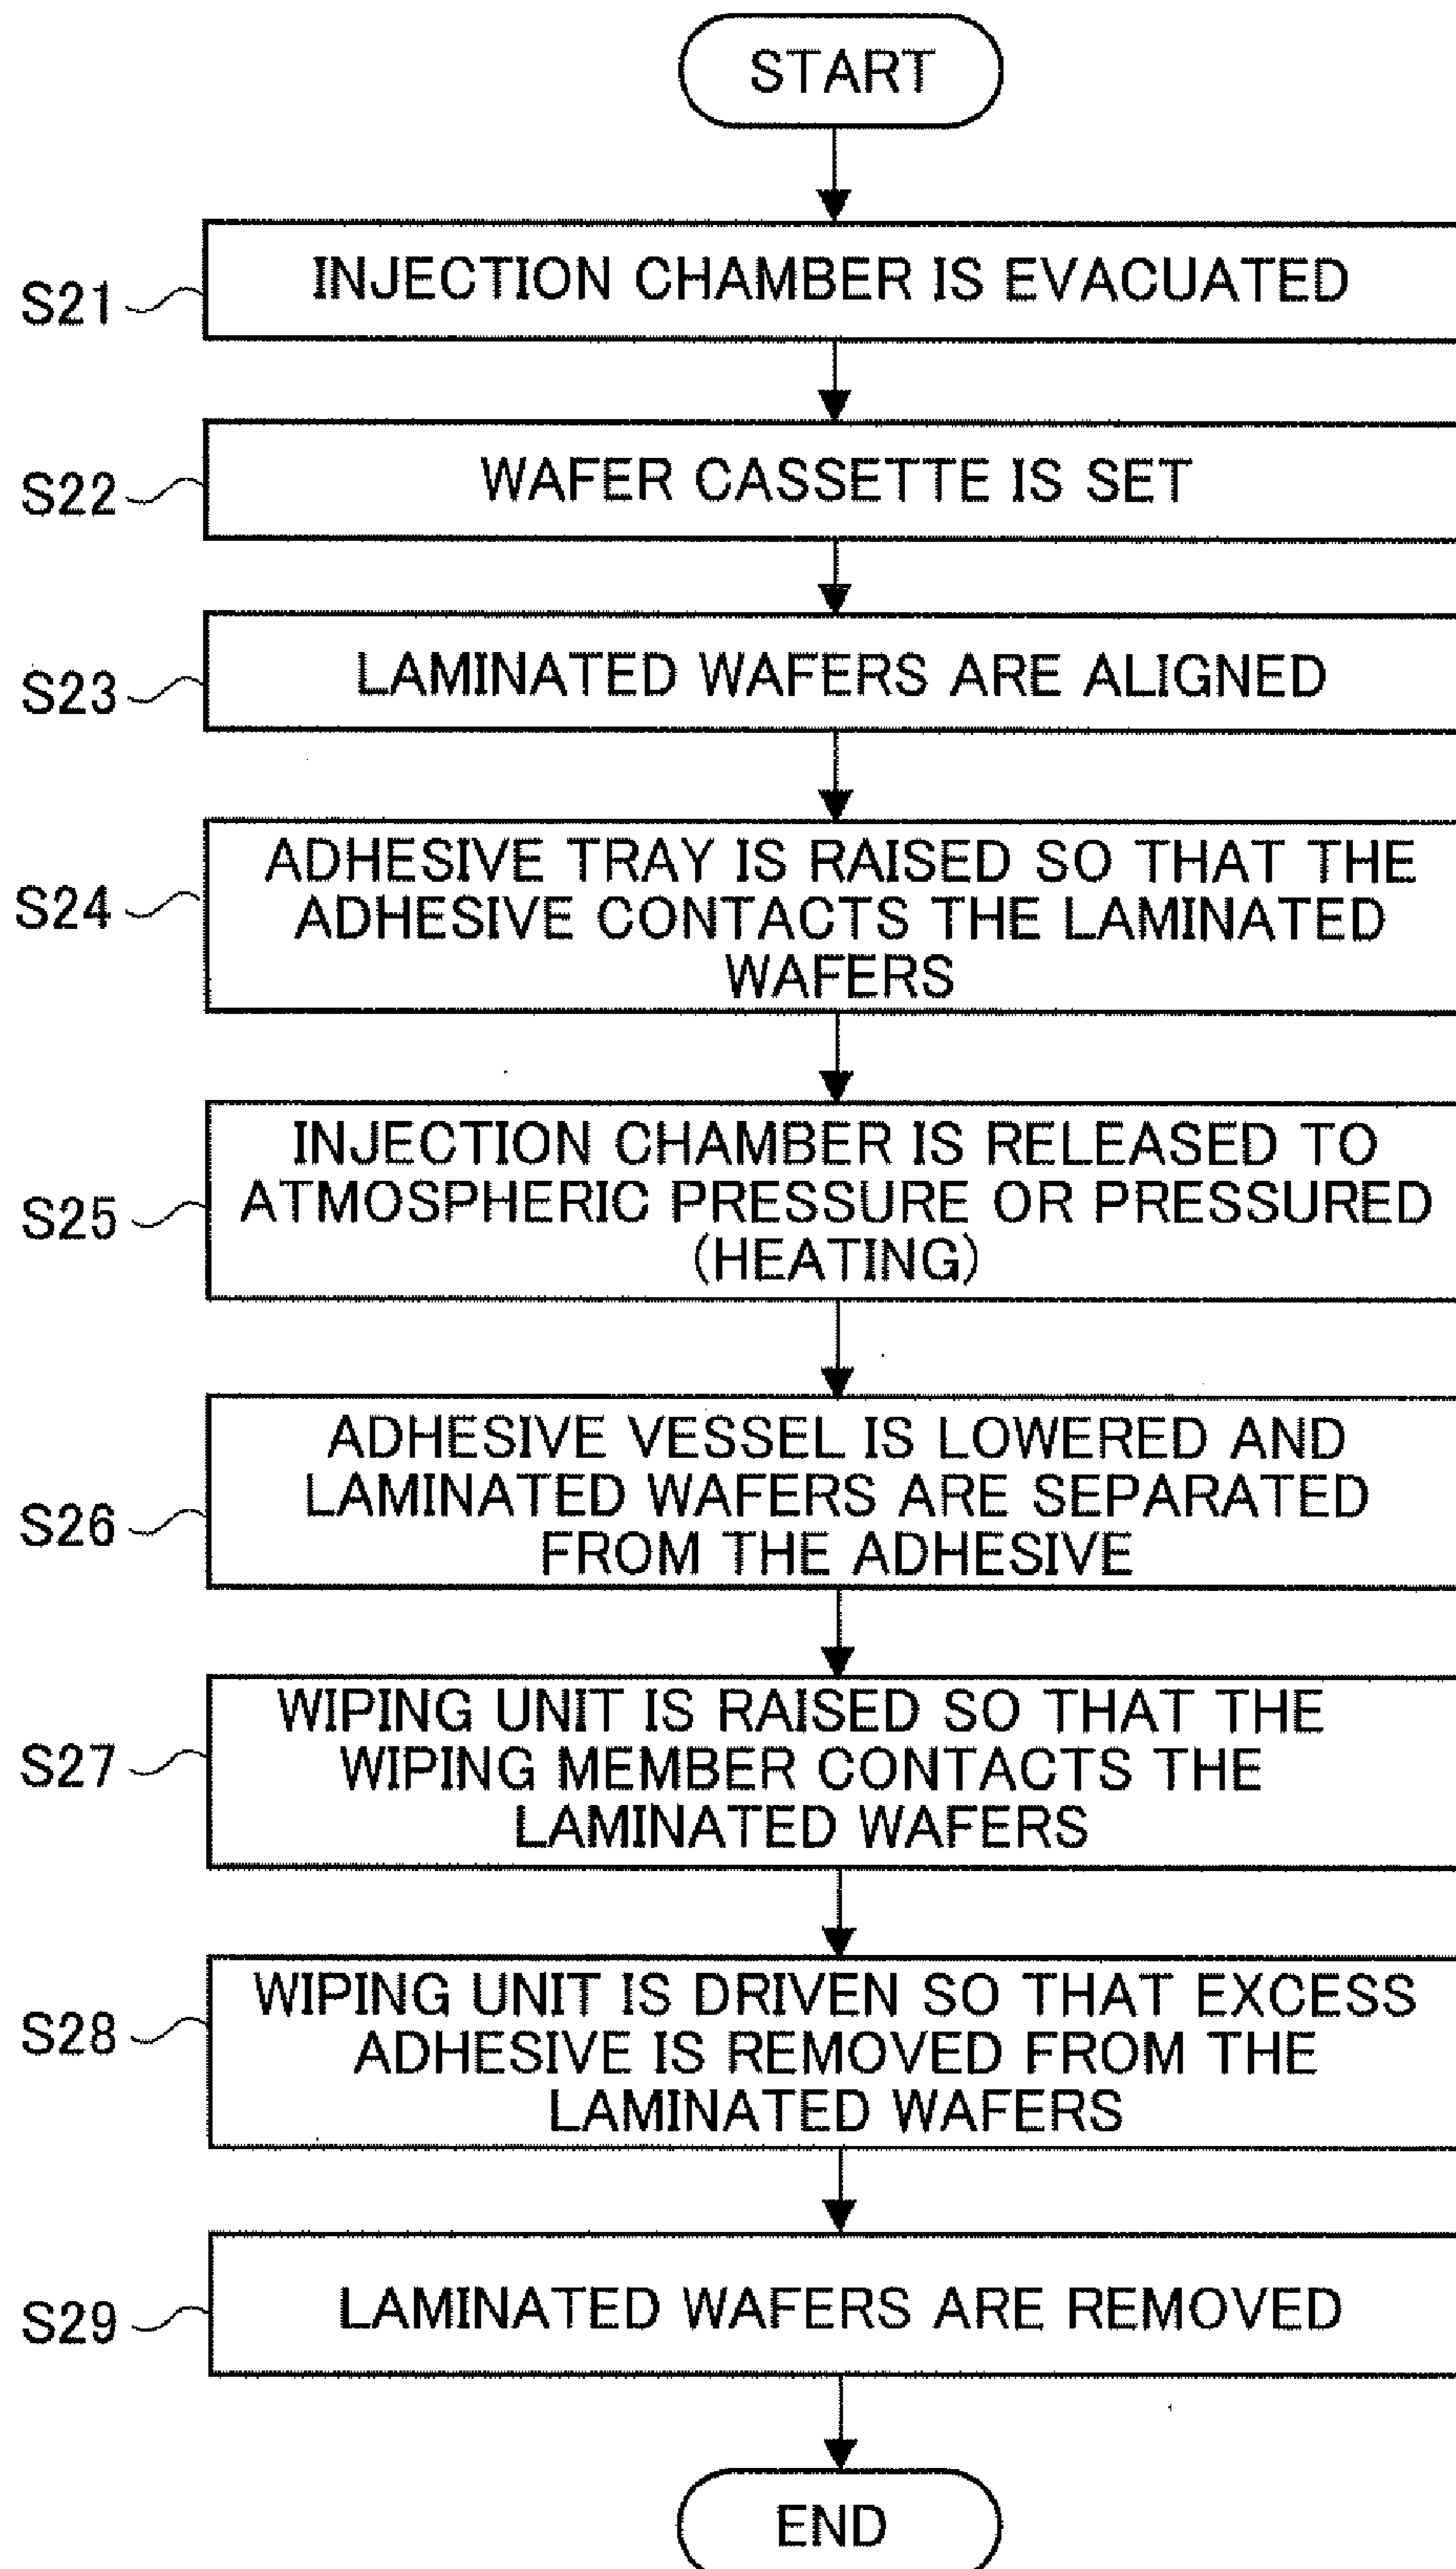 START
S21
INJECTION CHAMBER IS EVACUATED
S22
WAFER CASSETTE IS SET
S23
LAMINATED WAFERS ARE ALIGNED
S24
ADHESIVE TRAY IS RAISED SO THAT THE
ADHESIVE CONTACTS THE LAMINATED
WAFERS
S25
INJECTION CHAMBER IS RELEASED TO
ATMOSPHERIC PRESSURE OR PRESSURED
(HEATING)
S26
ADHESIVE VESSEL IS LOWERED AND
LAMINATED WAFERS ARE SEPARATED
FROM THE ADHESIVE
S27
WIPING UNIT IS RAISED SO THAT THE
WIPING MEMBER CONTACTS THE
LAMINATED WAFERS
S28
WIPING UNIT IS DRIVEN SO THAT EXCESS
ADHESIVE IS REMOVED FROM THE
LAMINATED WAFERS
S29
LAMINATED WAFERS ARE REMOVED
END